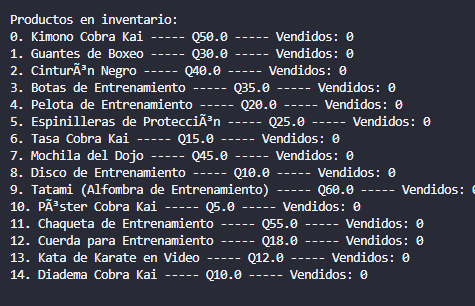 Productos en inventario:
0. Kimono Cobra Kai ----- Q50.0 ----- Vendidos: 0
1. Guantes de Boxeo ----- Q30.0 ----- Vendidos: 0
2. CinturÃ³n Negro ----- Q40.0 ----- Vendidos: 0
3. Botas de Entrenamiento ----- Q35.0 ----- Vendidos: 0
4. Pelota de Entrenamiento ----- Q20.0 ----- Vendidos: 0
5. Espinilleras de ProtecciÃ³n ----- Q25.0 ----- Vendidos: 0
6. Tasa Cobra Kai ----- Q15.0 ----- Vendidos: 0
7. Mochila del Dojo ----- Q45.0 ----- Vendidos: 0
8. Disco de Entrenamiento ----- Q10.0 ----- Vendidos: 0
9. Tatami (Alfombra de Entrenamiento) ----- Q60.0 ----- Vendidos: 0
10. PÃ³ster Cobra Kai ----- Q5.0 ----- Vendidos: 0
11. Chaqueta de Entrenamiento ----- Q55.0 ----- Vendidos: 0
12. Cuerda para Entrenamiento ----- Q18.0 ----- Vendidos: 0
13. Kata de Karate en Video ----- Q12.0 ----- Vendidos: 0
14. Diadema Cobra Kai ----- Q10.0 ----- Vendidos: 0